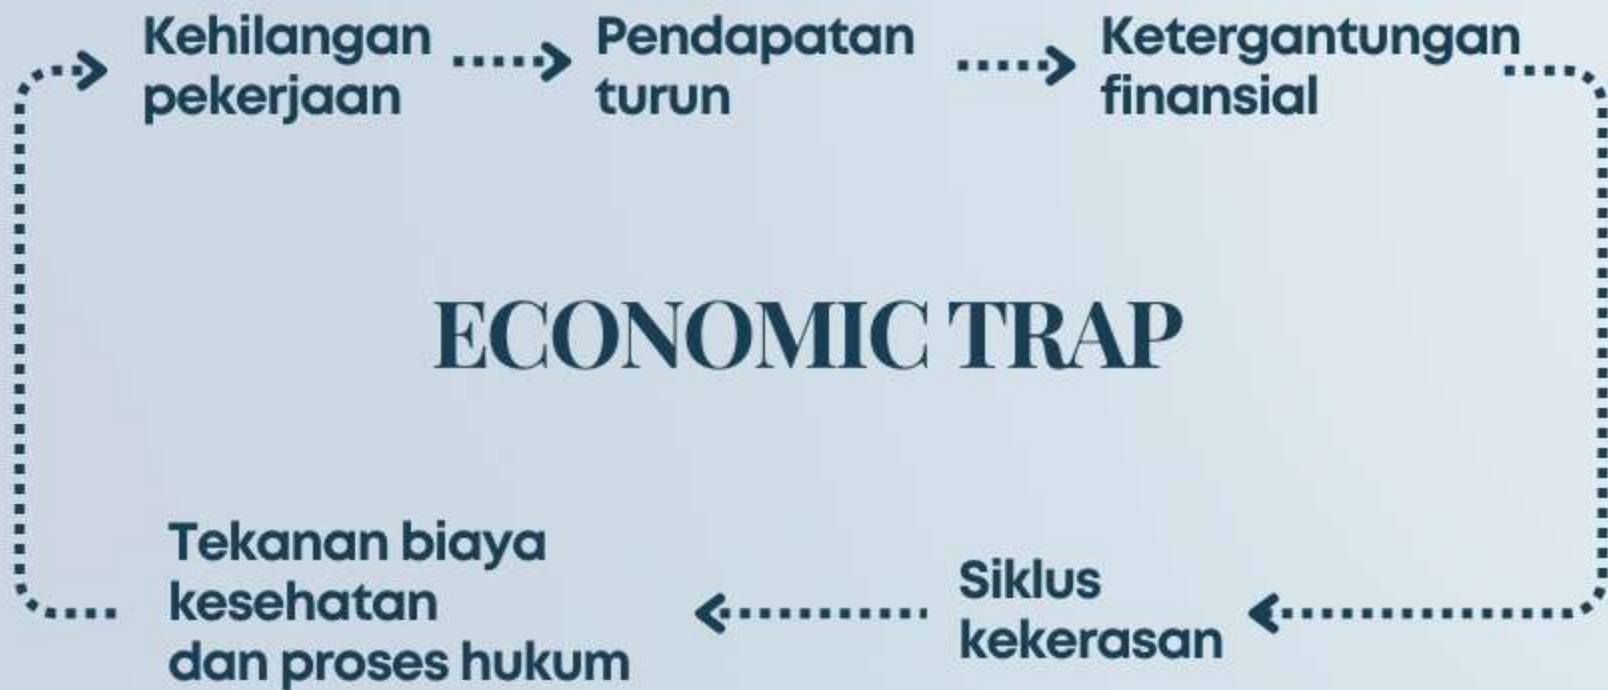 Kehilangan
pekerjaan
Pendapatan
turun
Ketergantungan
finansial
ECONOMIC TRAP
Tekanan biaya
kesehatan
dan proses hukum
Siklus
kekerasan